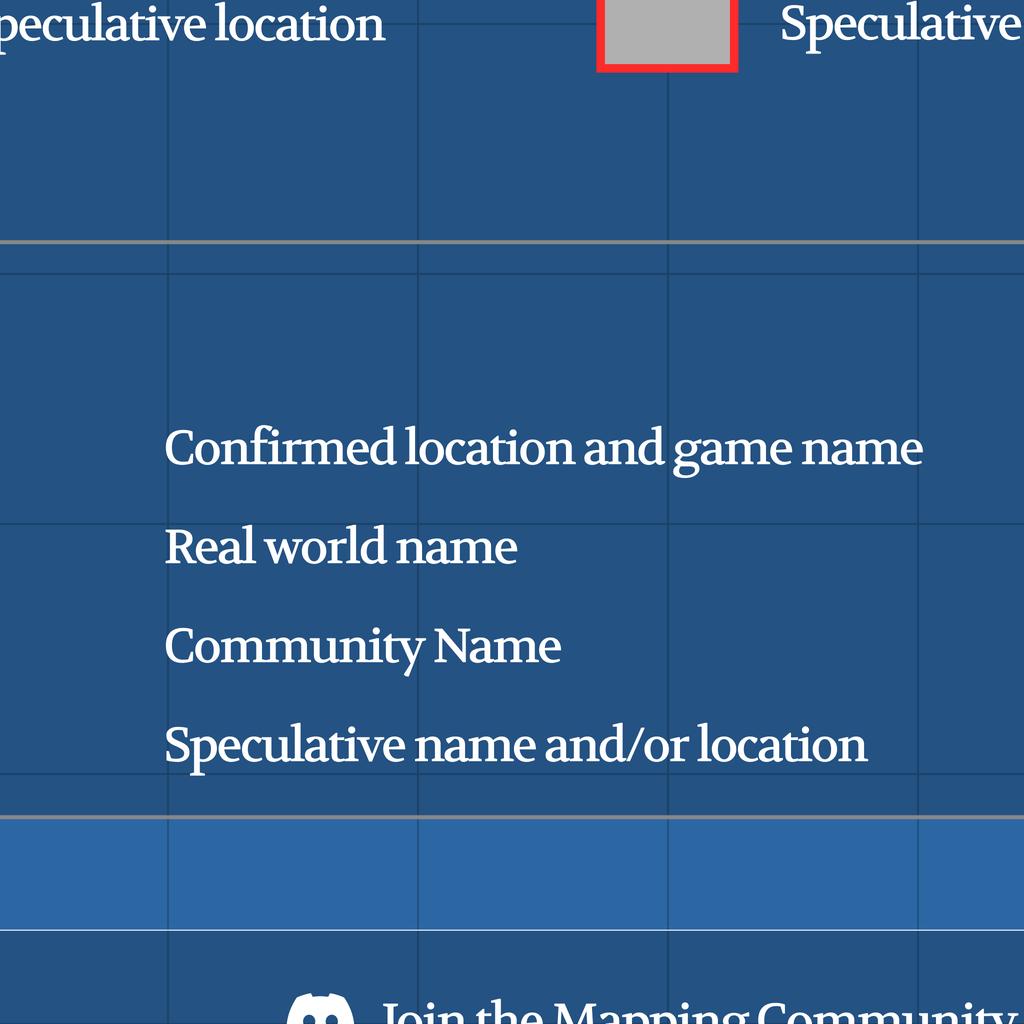 peculative location
Speculative
Confirmed location and game name
Real world name
Community Name
Speculative name and/or location
Join the Mapping Community